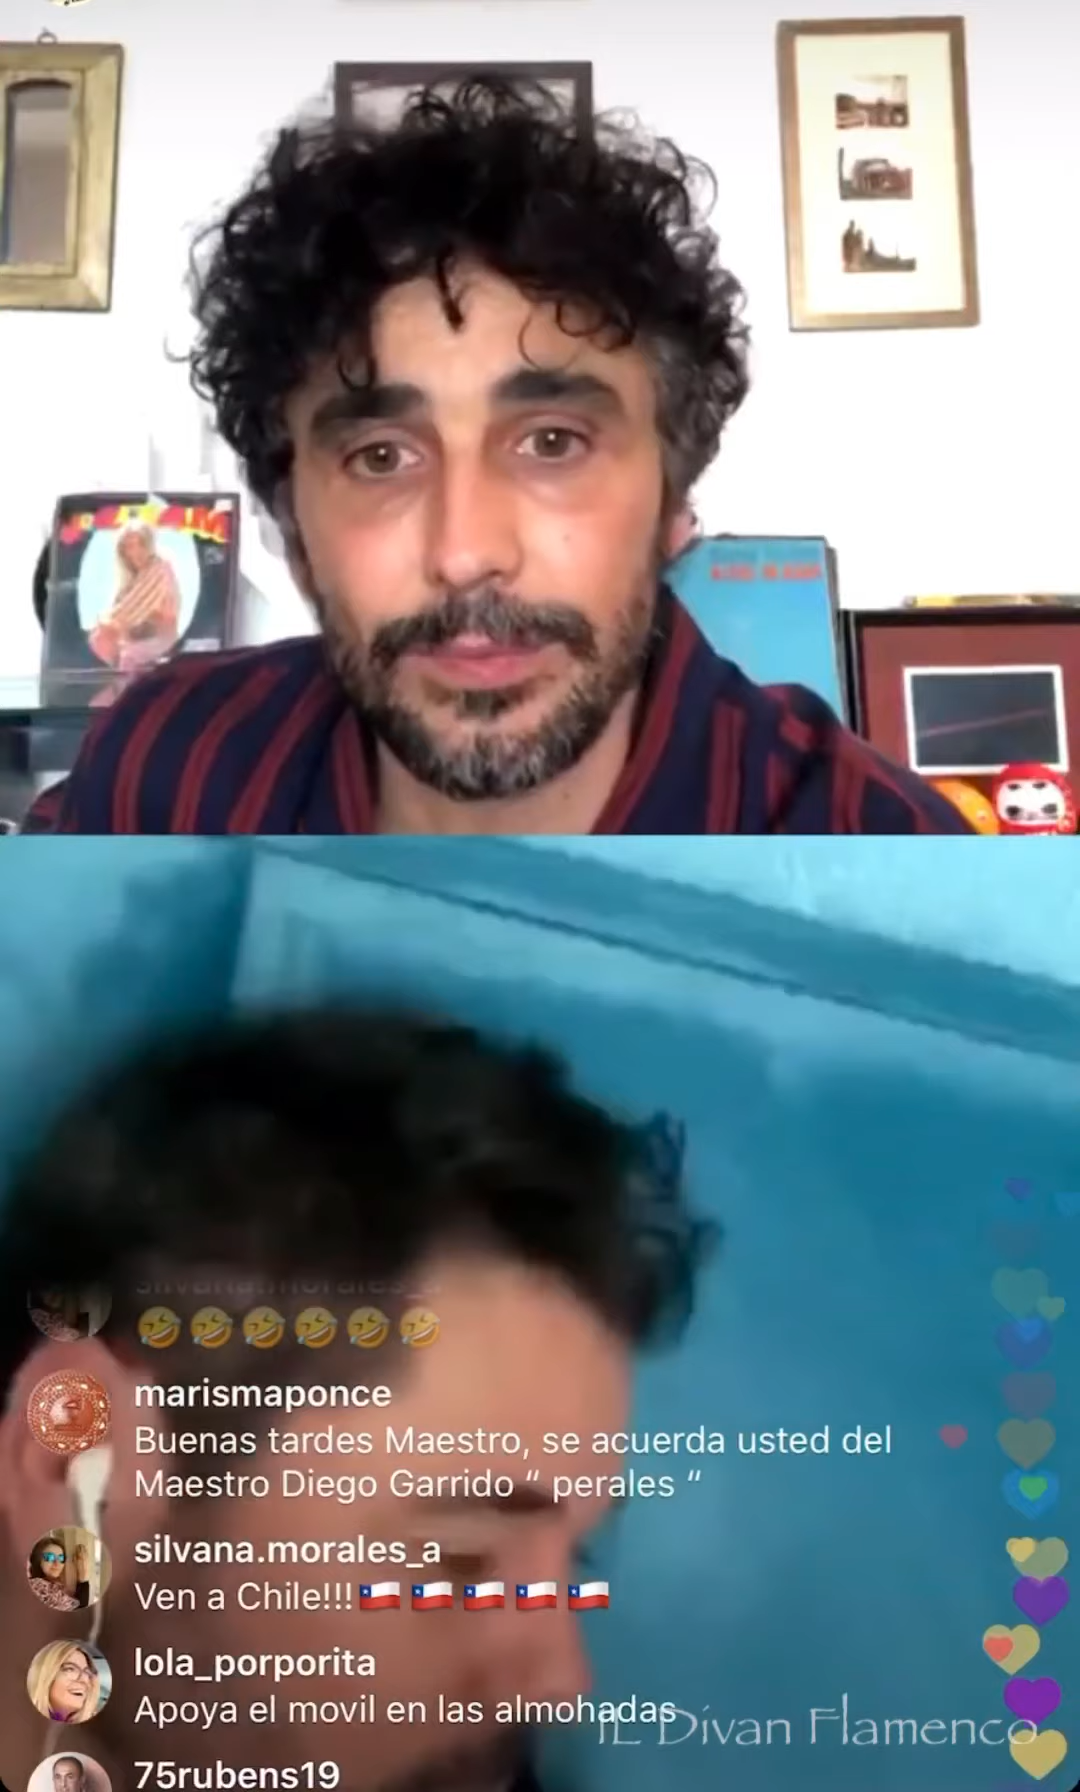 🤣🤣🤣🤣🤣🤣
marismaponce
Buenas tardes Maestro, se acuerda usted del
Maestro Diego Garrido “ perales “
silvana.morales_a
Ven a Chile!!!🇨🇱🇨🇱🇨🇱🇨🇱🇨🇱
lola_porporita
Apoya el movil en las almohadas
IL Divan Flamenco
75rubens19